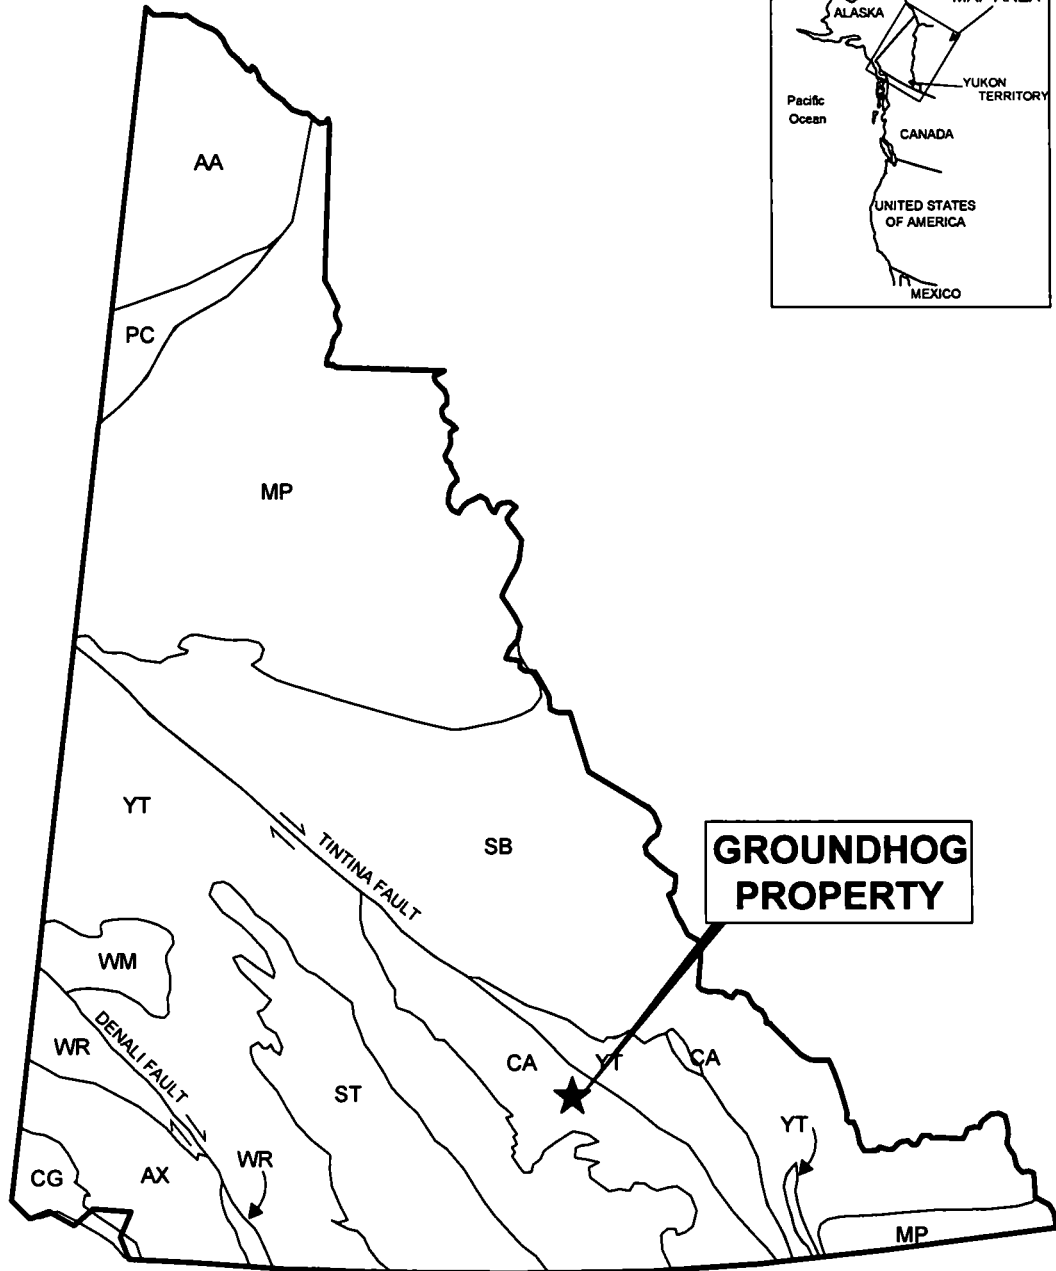 ALASKA
YUKON
TERRITORY
Pacific
Ocean
CANADA
UNITED STATES
OF AMERICA
MEXICO
AA
PC
MP
YT
TINTINA FAULT
SB
GROUNDHOG
PROPERTY
WM
DENALI FAULT
WR
CA
YT
CA
ST
YT
WR
AX
CG
MP